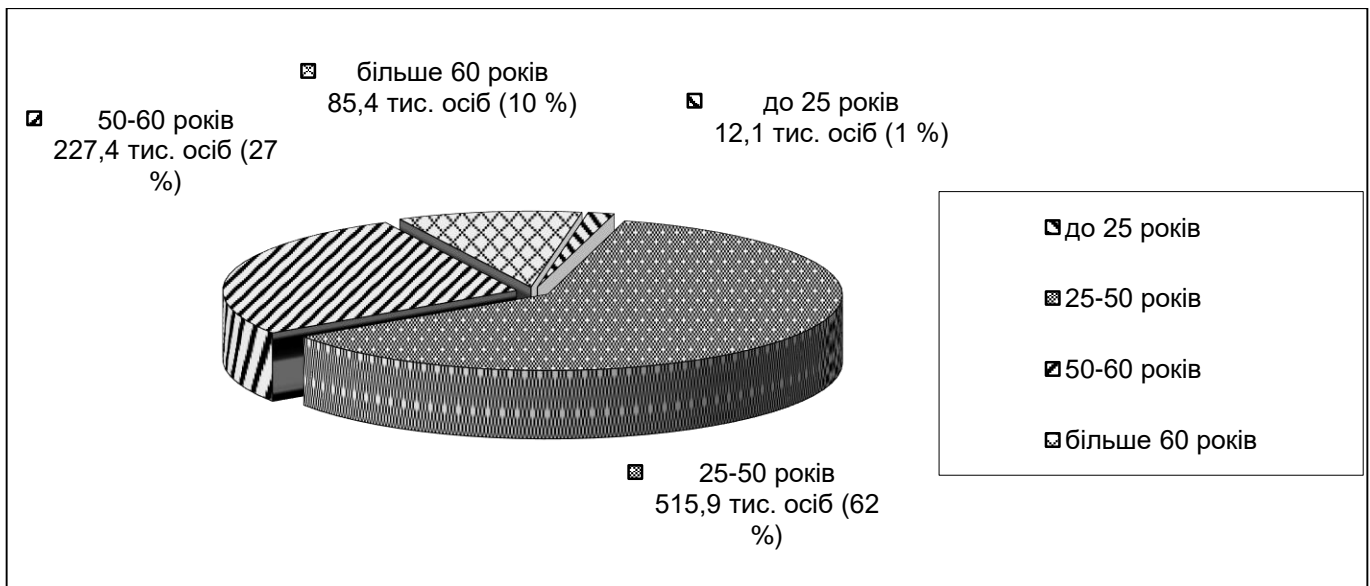 більше 60 років
85,4 тис. осіб (10 %)
до 25 років
12,1 тис. осіб (1 %)
50-60 років
227,4 тис. осіб (27
%)
до 25 років
25-50 років
50-60 років
більше 60 років
25-50 років
515,9 тис. осіб (62
%)